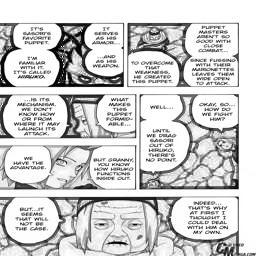 PUPPET
MASTERS
AREN'T SO
GOOD WITH
CLOSE
COMBAT...
SINCE FUSSING
WITH THEIR
MARIONETTES
LEAVES THEM
WIDE OPEN
TO ATTACK.
TO OVERCOME
THAT
WEAKNESS,
HE CREATED
THIS PUPPET.
IT
SERVES
AS HIS
ARMOR...
...AND
AS HIS
WEAPON.
IT'S
SASORI'S
FAVORITE
PUPPET.
I'M
FAMILIAR
WITH IT.
IT'S CALLED
HIRUKO.
OKAY, SO...
HOW DO
WE FIGHT
HIM?
WELL...
UNTIL
WE DRAG
SASORI
OUT OF
HIRUKO,
THERE'S
NO POINT.
WHAT
MAKES
THIS
PUPPET
FORMID-
ABLE...
...IS ITS
MECHANISM.
WE DON'T
KNOW HOW
OR FROM
WHERE IT MAY
LAUNCH ITS
ATTACK.
BUT GRANNY,
YOU KNOW
HOW HIRUKO
FUNCTIONS
INSIDE
OUT.
WE
HAVE THE
ADVANTAGE.
INDEED...
THAT'S WHY
AT FIRST I
THOUGHT I
COULD DEAL
WITH HIM ON
MY OWN.
BUT...IT
SEEMS
THAT WILL
NOT BE
THE CASE.